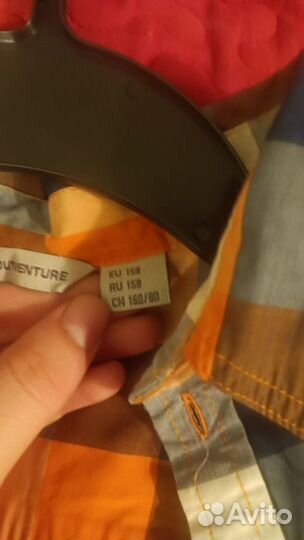 OUTVENTURE
EU 158
RU 158
CN 160/80
Avito